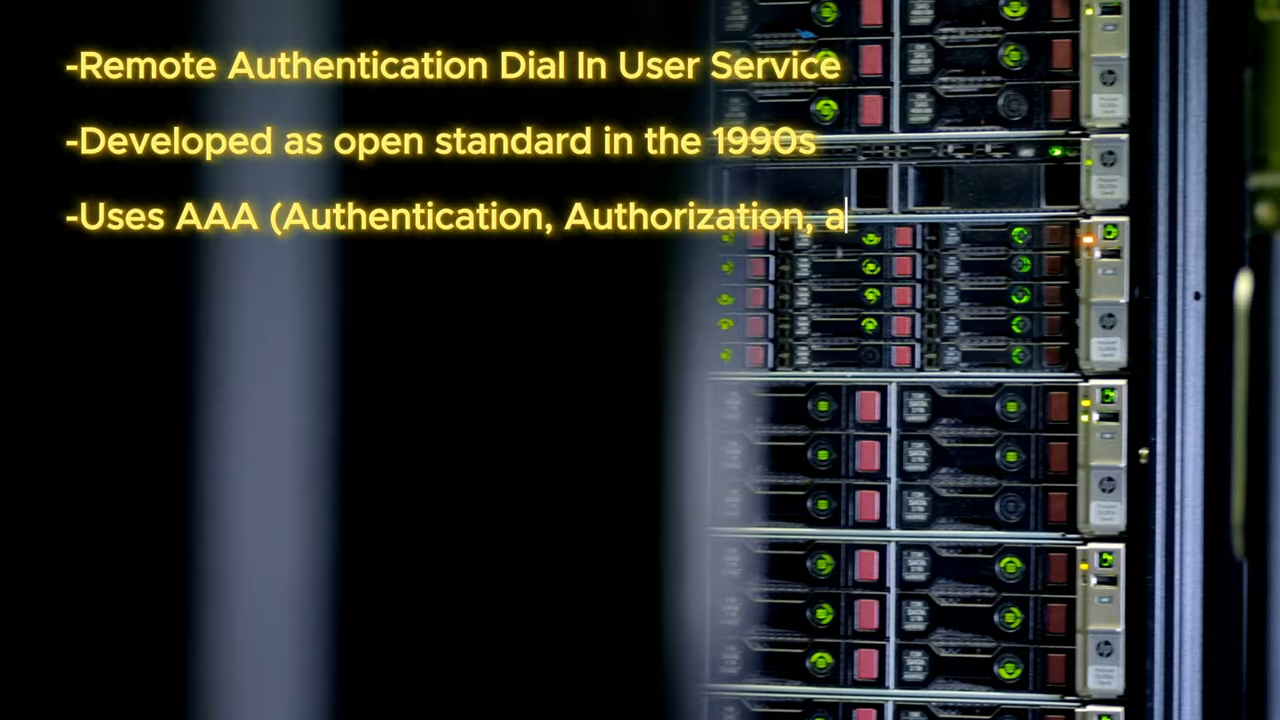 -Remote Authentication Dial In User Service
-Developed as open standard in the 1990s
-Uses AAA (Authentication, Authorization, a